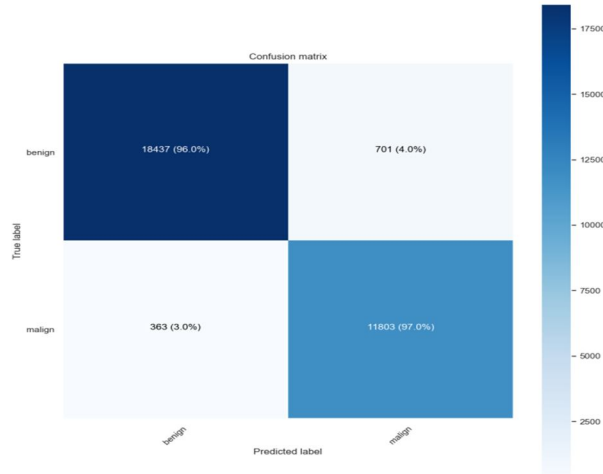 Confusion matrix
17500
15000
12500
10000
7500
5000
2500
True label
benign
18437 (96.0%)
701 (4.0%)
malign
363 (3.0%)
11803 (97.0%)
benign
malign
Predicted label